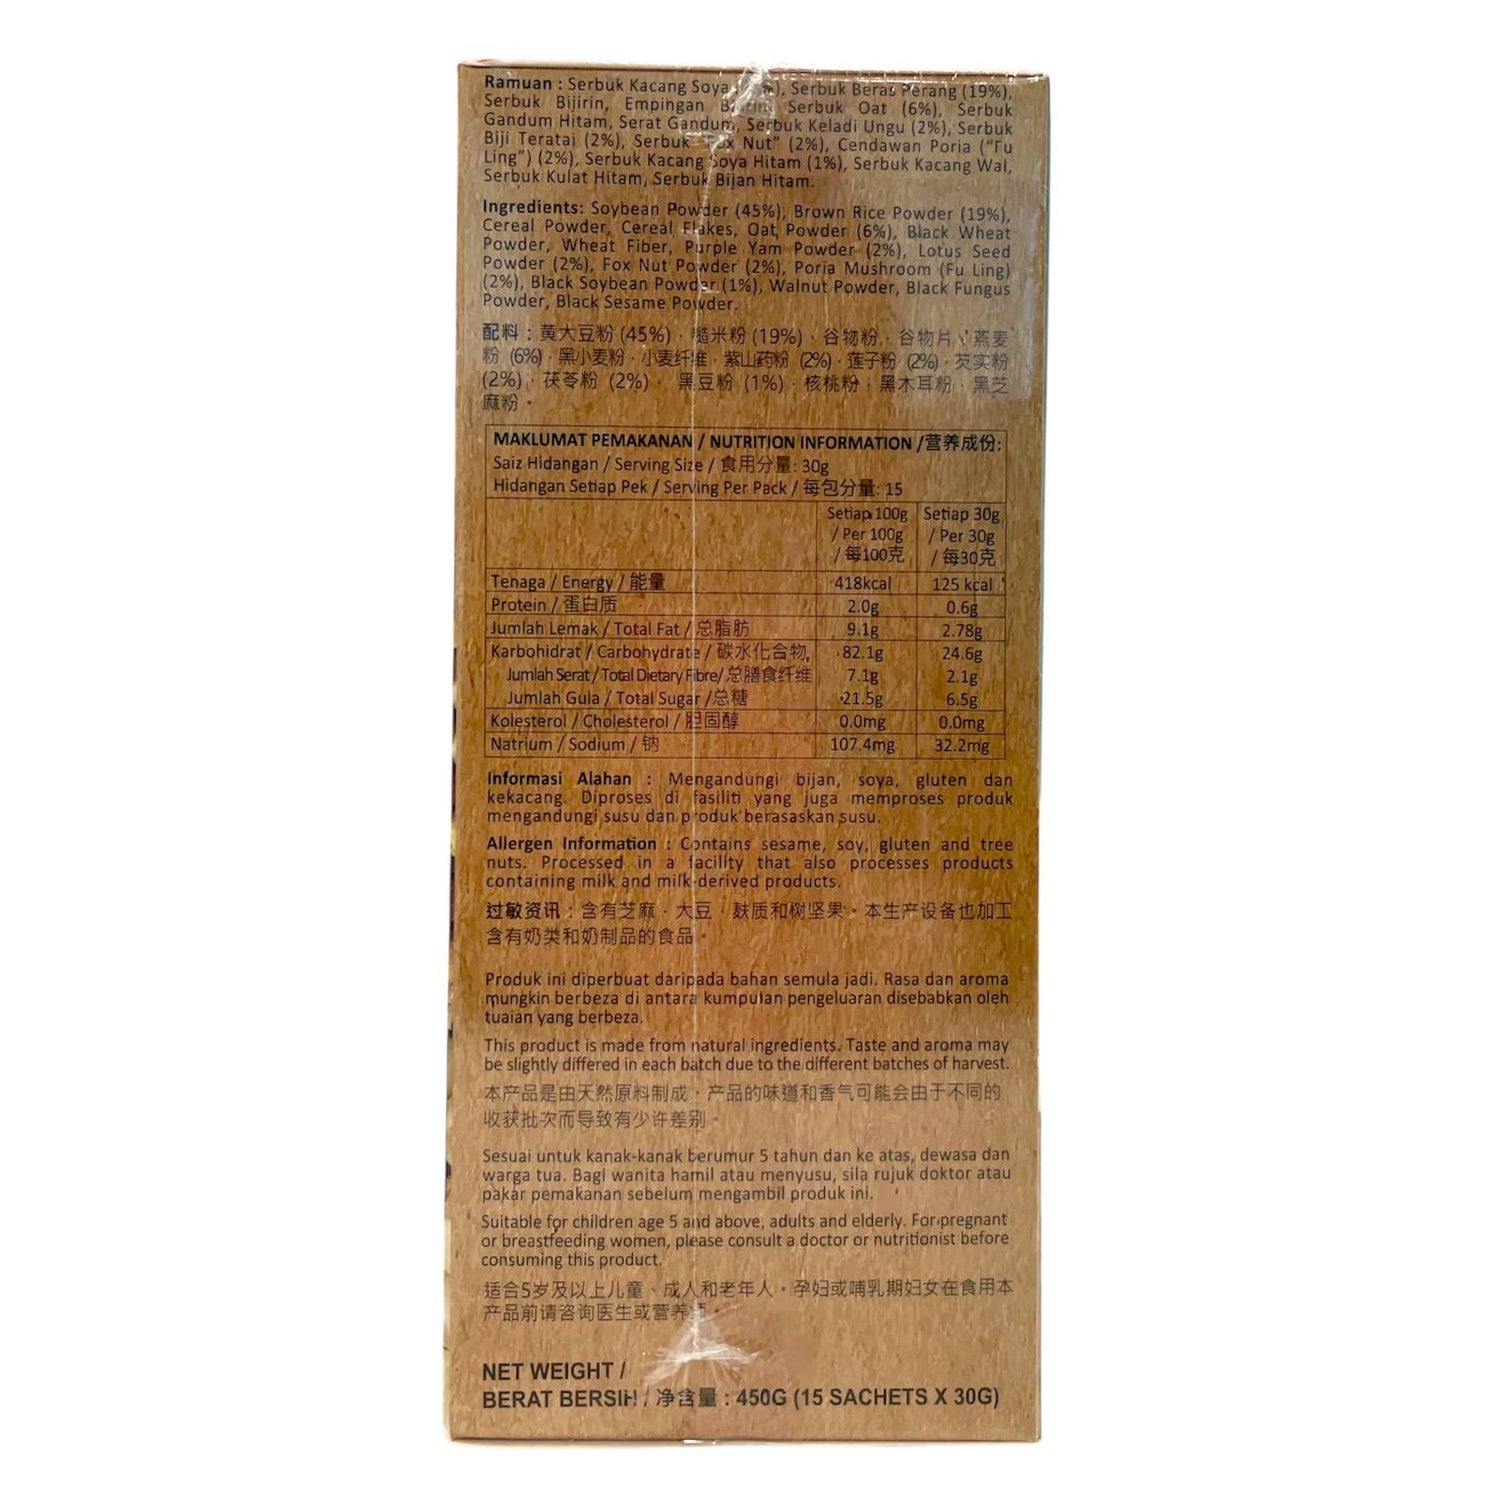 Ramuan : Serbuk Kacang Soya Serbuk Beras Perang (19%),
Serbuk Bijirin, Empingan Bijirin, Serbuk Oat (6%), Serbuk
Gandum Hitam, Serat Gandum, Serbuk Keladi Ungu (2%), Serbuk
Biji Teratai (2%), Serbuk Nut" (2%), Cendawan Poria ("Fu
Ling") (2%), Serbuk Kacang Soya Hitam (1%), Serbuk Kacang Wal,
Serbuk Kulat Hitam, Serbuk Bijan Hitam.
Ingredients: Soybean Powder (45%), Brown Rice Powder (19%),
Cereal Powder, Cereal Flakes, Oat Powder (6%), Black Wheat
Powder, Wheat Fiber, Purple Yam Powder (2%), Lotus Seed
Powder (2%), Fox Nut Powder (2%), Poria Mushroom (Fu Ling)
(2%), Black Soybean Powder (1%), Walnut Powder, Black Fungus
Powder, Black Sesame Powder.
配料：黄大豆粉 (45%)，糙米粉 (19%)，谷物粉，谷物片，燕麦
粉 (6%)，黑小麦粉，小麦纤维，紫山药粉 (2%)，莲子粉 (2%)，芡实粉
(2%)，茯苓粉 (2%)，黑豆粉 (1%)，核桃粉，黑木耳粉，黑芝
麻粉。
MAKLUMAT PEMAKANAN / NUTRITION INFORMATION /营养成份:
Saiz Hidangan / Serving Size / 食用分量: 30g
Hidangan Setiap Pek / Serving Per Pack / 每包分量: 15
Setiap 100g Setiap 30g
/ Per 100g / Per 30g
/ 每100克 / 每30克
Tenaga / Energy / 能量 418kcal 125 kcal
Protein / 蛋白质 2.0g 0.6g
Jumlah Lemak / Total Fat / 总脂肪 9.1g 2.78g
Karbohidrat / Carbohydrate / 碳水化合物, 82.1g 24.6g
Jumlah Serat / Total Dietary Fibre/ 总膳食纤维 7.1g 2.1g
Jumlah Gula / Total Sugar /总糖 21.5g 6.5g
Kolesterol / Cholesterol / 胆固醇 0.0mg 0.0mg
Natrium / Sodium / 钠 107.4mg 32.2mg
Informasi Alahan : Mengandungi bijan, soya, gluten dan
kekacang. Diproses di fasiliti yang juga memproses produk
mengandungi susu dan produk berasaskan susu.
Allergen Information : Contains sesame, soy, gluten and tree
nuts. Processed in a facility that also processes products
containing milk and milk-derived products.
过敏资讯：含有芝麻，大豆，麸质和树坚果。本生产设备也加工
含有奶类和奶制品的食品。
Produk ini diperbuat daripada bahan semula jadi. Rasa dan aroma
mungkin berbeza di antara kumpulan pengeluaran disebabkan oleh
tuaian yang berbeza.
This product is made from natural ingredients. Taste and aroma may
be slightly differed in each batch due to the different batches of harvest.
本产品是由天然原料制成。产品的味道和香气可能会由于不同的
收获批次而导致有少许差别。
Sesuai untuk kanak-kanak berumur 5 tahun dan ke atas, dewasa dan
warga tua. Bagi wanita hamil atau menyusu, sila rujuk doktor atau
pakar pemakanan sebelum mengambil produk ini.
Suitable for children age 5 and above, adults and elderly. For pregnant
or breastfeeding women, please consult a doctor or nutritionist before
consuming this product.
适合5岁及以上儿童、成人和老年人。孕妇或哺乳期妇女在食用本
产品前请咨询医生或营养师。
NET WEIGHT /
BERAT BERSIH / 净含量：450G (15 SACHETS X 30G)